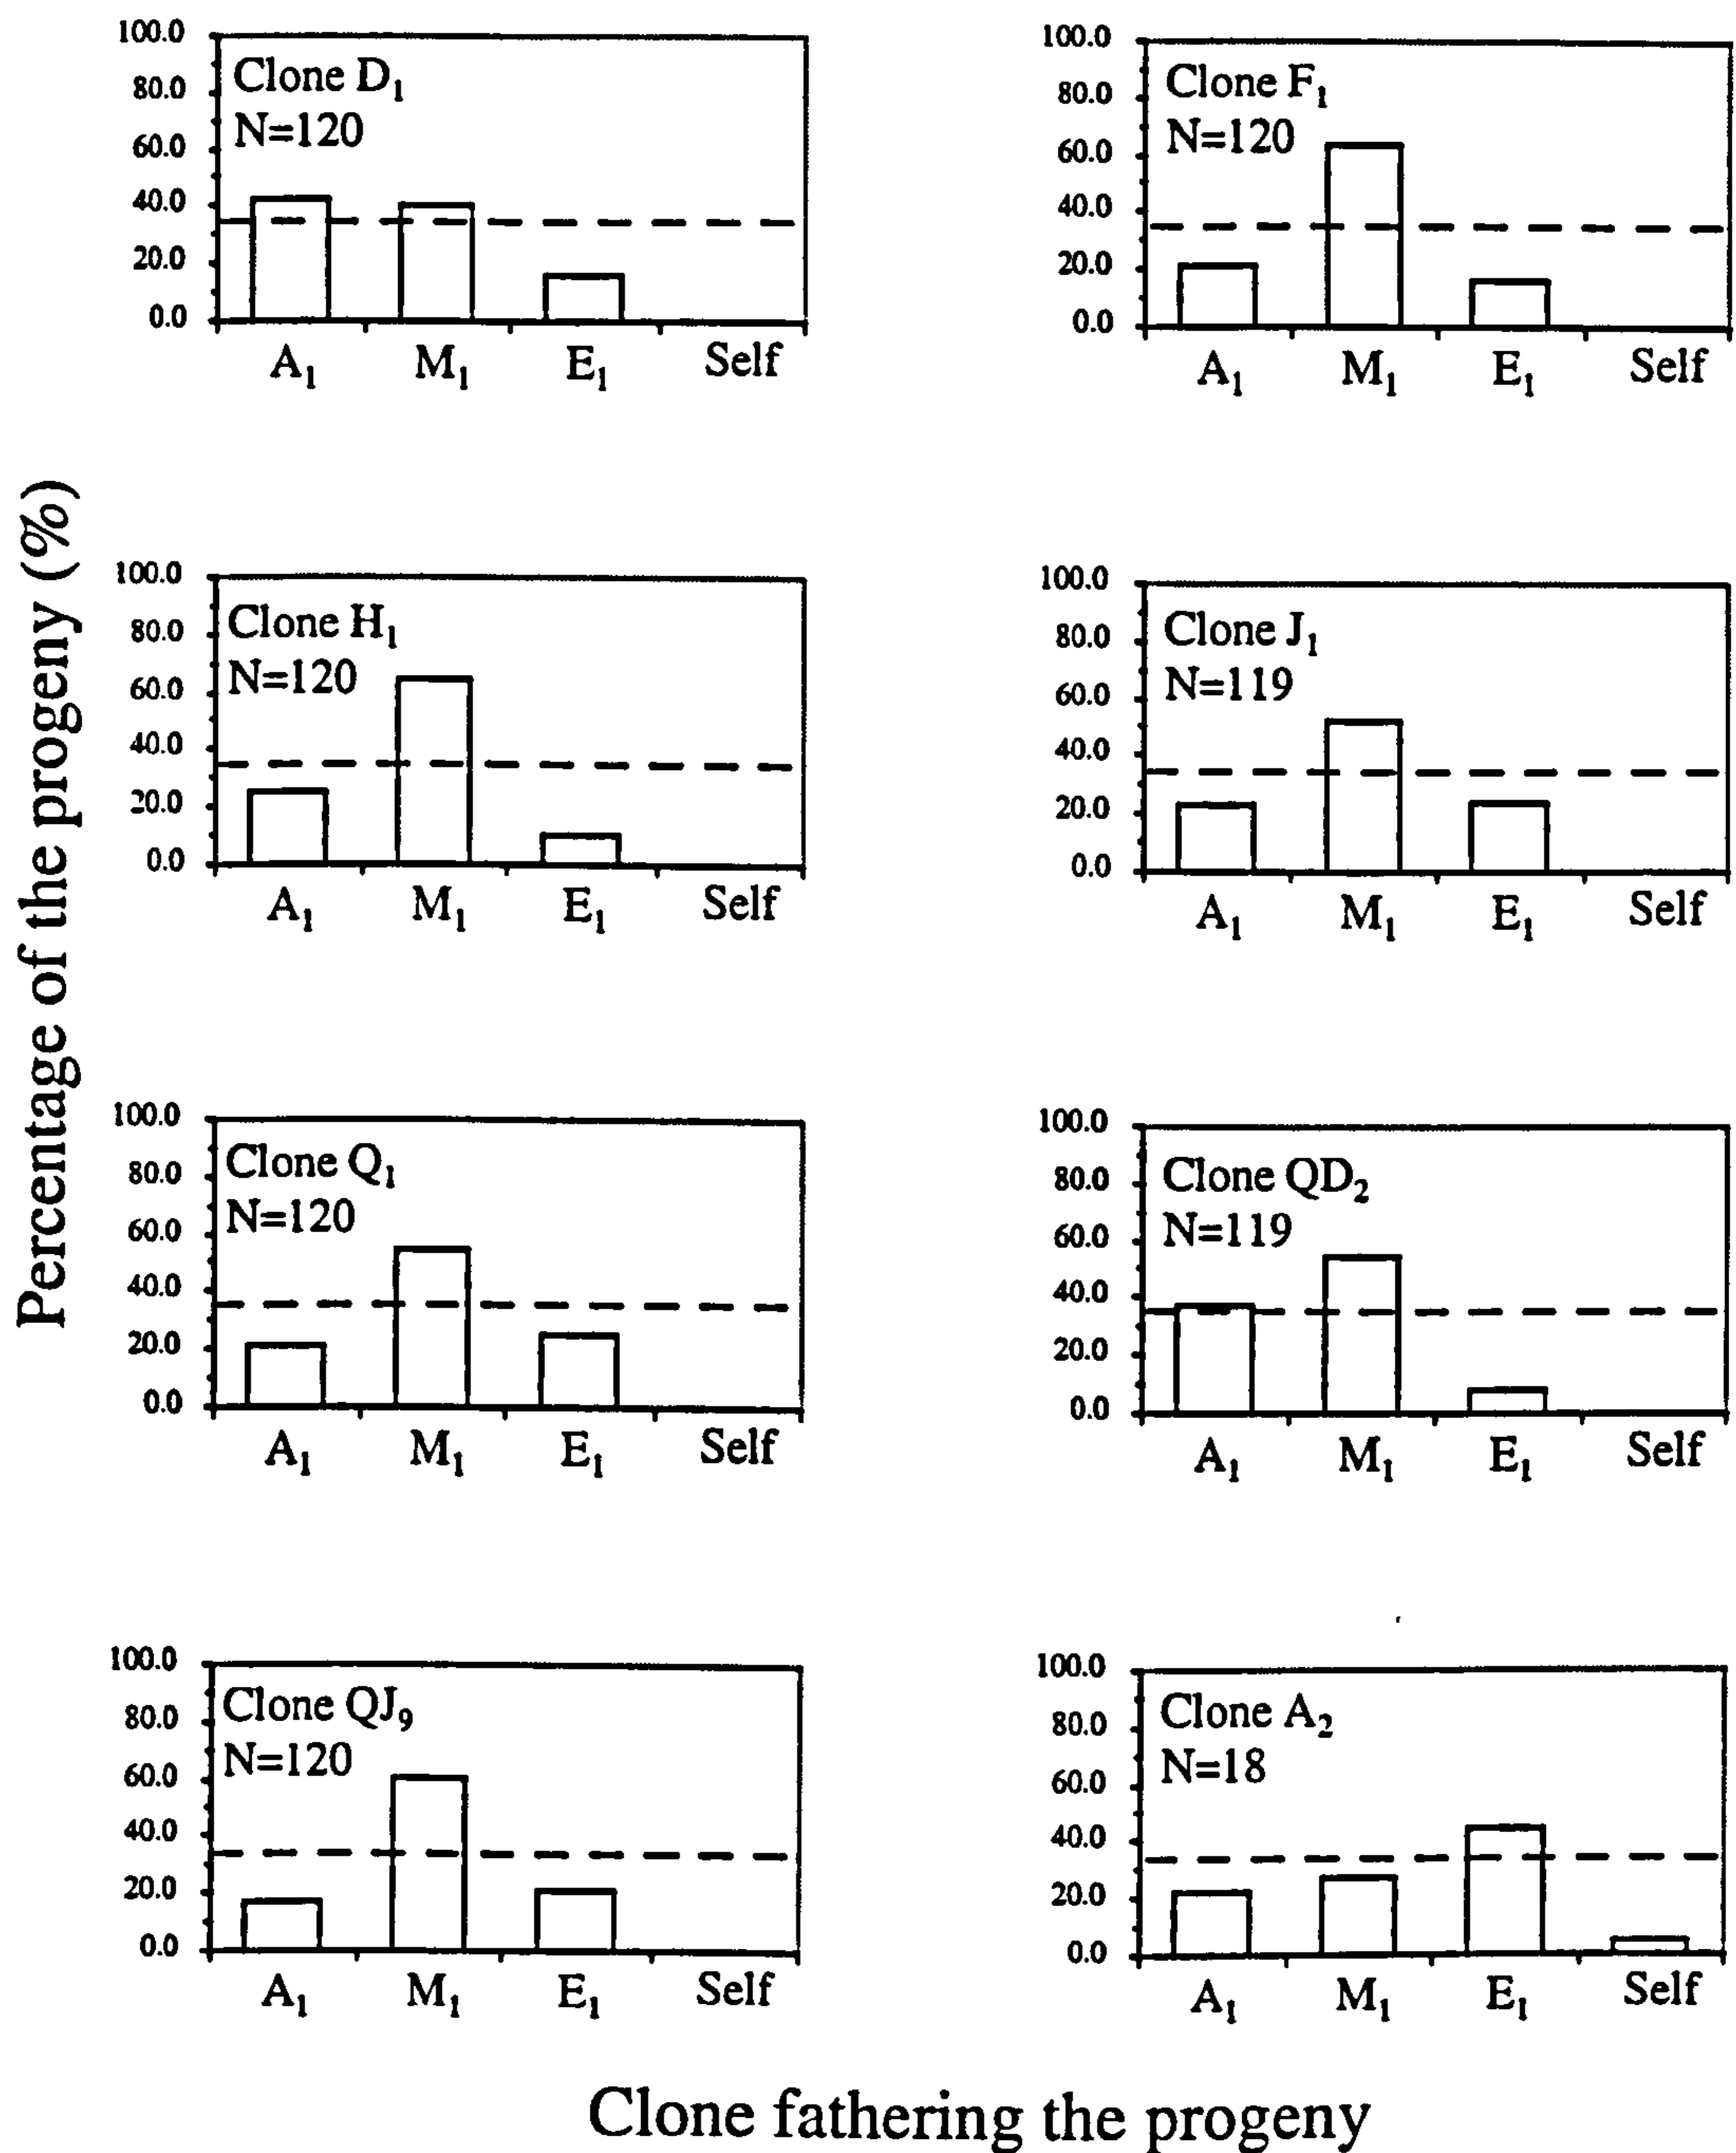 Percentage of the progeny (%)
100.0
80.0
60.0
40.0
20.0
0.0
Clone D₁
N=120
A₁ M₁ E₁ Self
100.0
80.0
60.0
40.0
20.0
0.0
Clone F₁
N=120
A₁ M₁ E₁ Self
100.0
80.0
60.0
40.0
20.0
0.0
Clone H₁
N=120
A₁ M₁ E₁ Self
100.0
80.0
60.0
40.0
20.0
0.0
Clone J₁
N=119
A₁ M₁ E₁ Self
100.0
80.0
60.0
40.0
20.0
0.0
Clone Q₁
N=120
A₁ M₁ E₁ Self
100.0
80.0
60.0
40.0
20.0
0.0
Clone QD₂
N=119
A₁ M₁ E₁ Self
100.0
80.0
60.0
40.0
20.0
0.0
Clone QJ₉
N=120
A₁ M₁ E₁ Self
100.0
80.0
60.0
40.0
20.0
0.0
Clone A₂
N=18
A₁ M₁ E₁ Self
Clone fathering the progeny